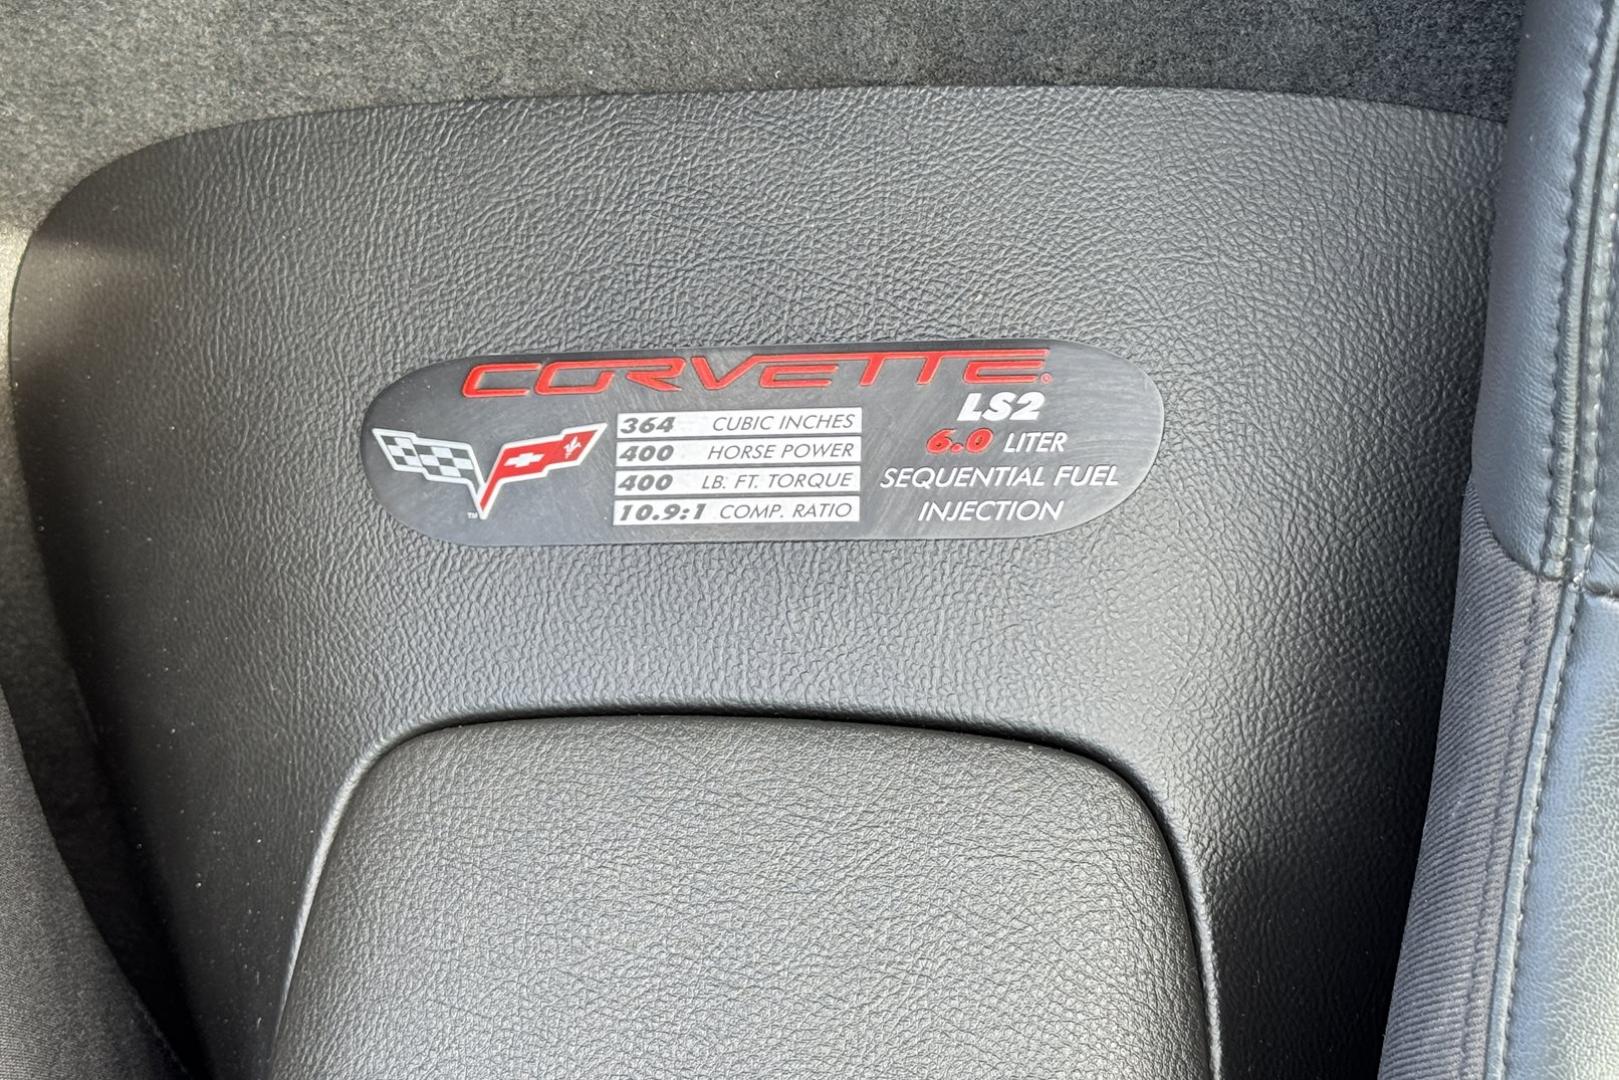 CORVETTE
364 CUBIC INCHES
400 HORSE POWER
400 LB. FT. TORQUE
10.9:1 COMP. RATIO
LS2
6.0 LITER
SEQUENTIAL FUEL
INJECTION
TM